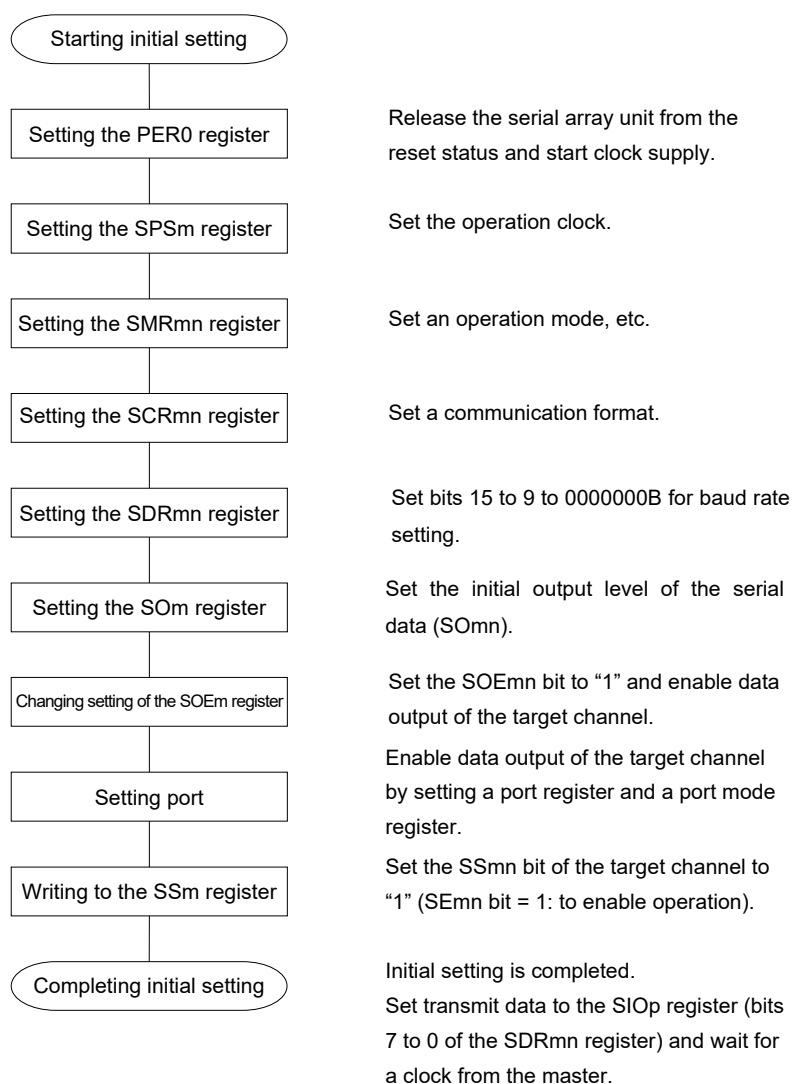 Starting initial setting
Setting the PER0 register
Release the serial array unit from the
reset status and start clock supply.
Setting the SPSm register
Set the operation clock.
Setting the SMRmn register
Set an operation mode, etc.
Setting the SCRmn register
Set a communication format.
Setting the SDRmn register
Set bits 15 to 9 to 0000000B for baud rate
setting.
Setting the SOm register
Set the initial output level of the serial
data (SOmn).
Changing setting of the SOEm register
Set the SOEmn bit to “1” and enable data
output of the target channel.
Setting port
Enable data output of the target channel
by setting a port register and a port mode
register.
Writing to the SSm register
Set the SSmn bit of the target channel to
“1” (SEmn bit = 1: to enable operation).
Completing initial setting
Initial setting is completed.
Set transmit data to the SIOp register (bits
7 to 0 of the SDRmn register) and wait for
a clock from the master.